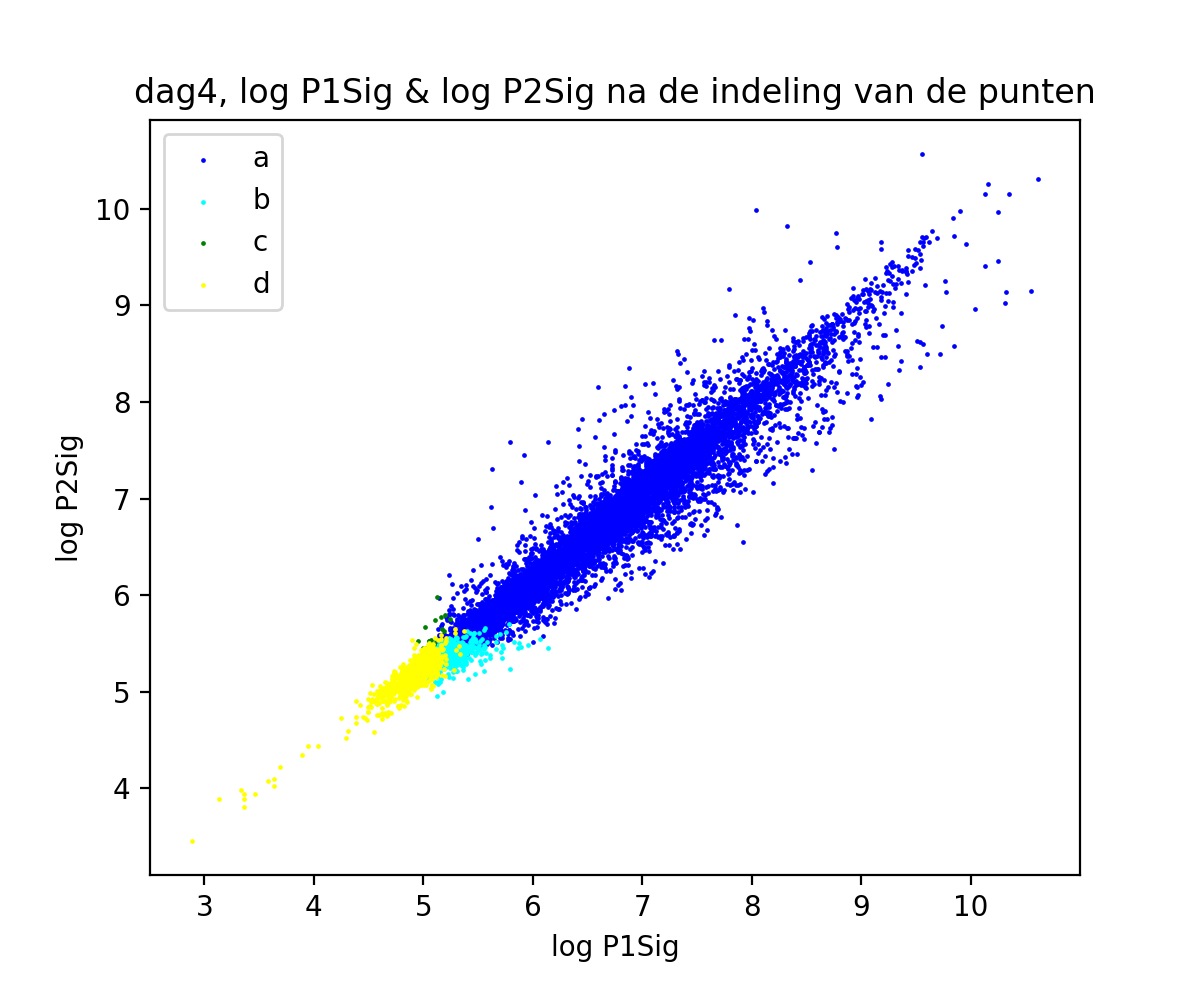 dag4, log P1Sig & log P2Sig na de indeling van de punten
a
b
c
d
10
9
8
7
6
5
4
log P2Sig
3 4 5 6 7 8 9 10
log P1Sig